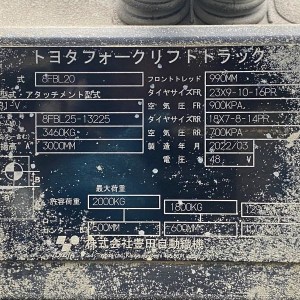 トヨタフォークリフトトラック
式 8FBL20 フロントトレッド 990MM
型式/アタッチメント型式 タイヤサイズFR 23X9-10-16PR
空気圧FR 900KPA
8FBL25-13225 タイヤサイズRR 18X7-8-14PR
3460KG 空気圧RR 700KPA
3000MM 製造年月 2022/03
電圧 48 V
最大荷重
許容荷重 2000KG 1800KG
500MM 600MM
株式会社豊田自動織機